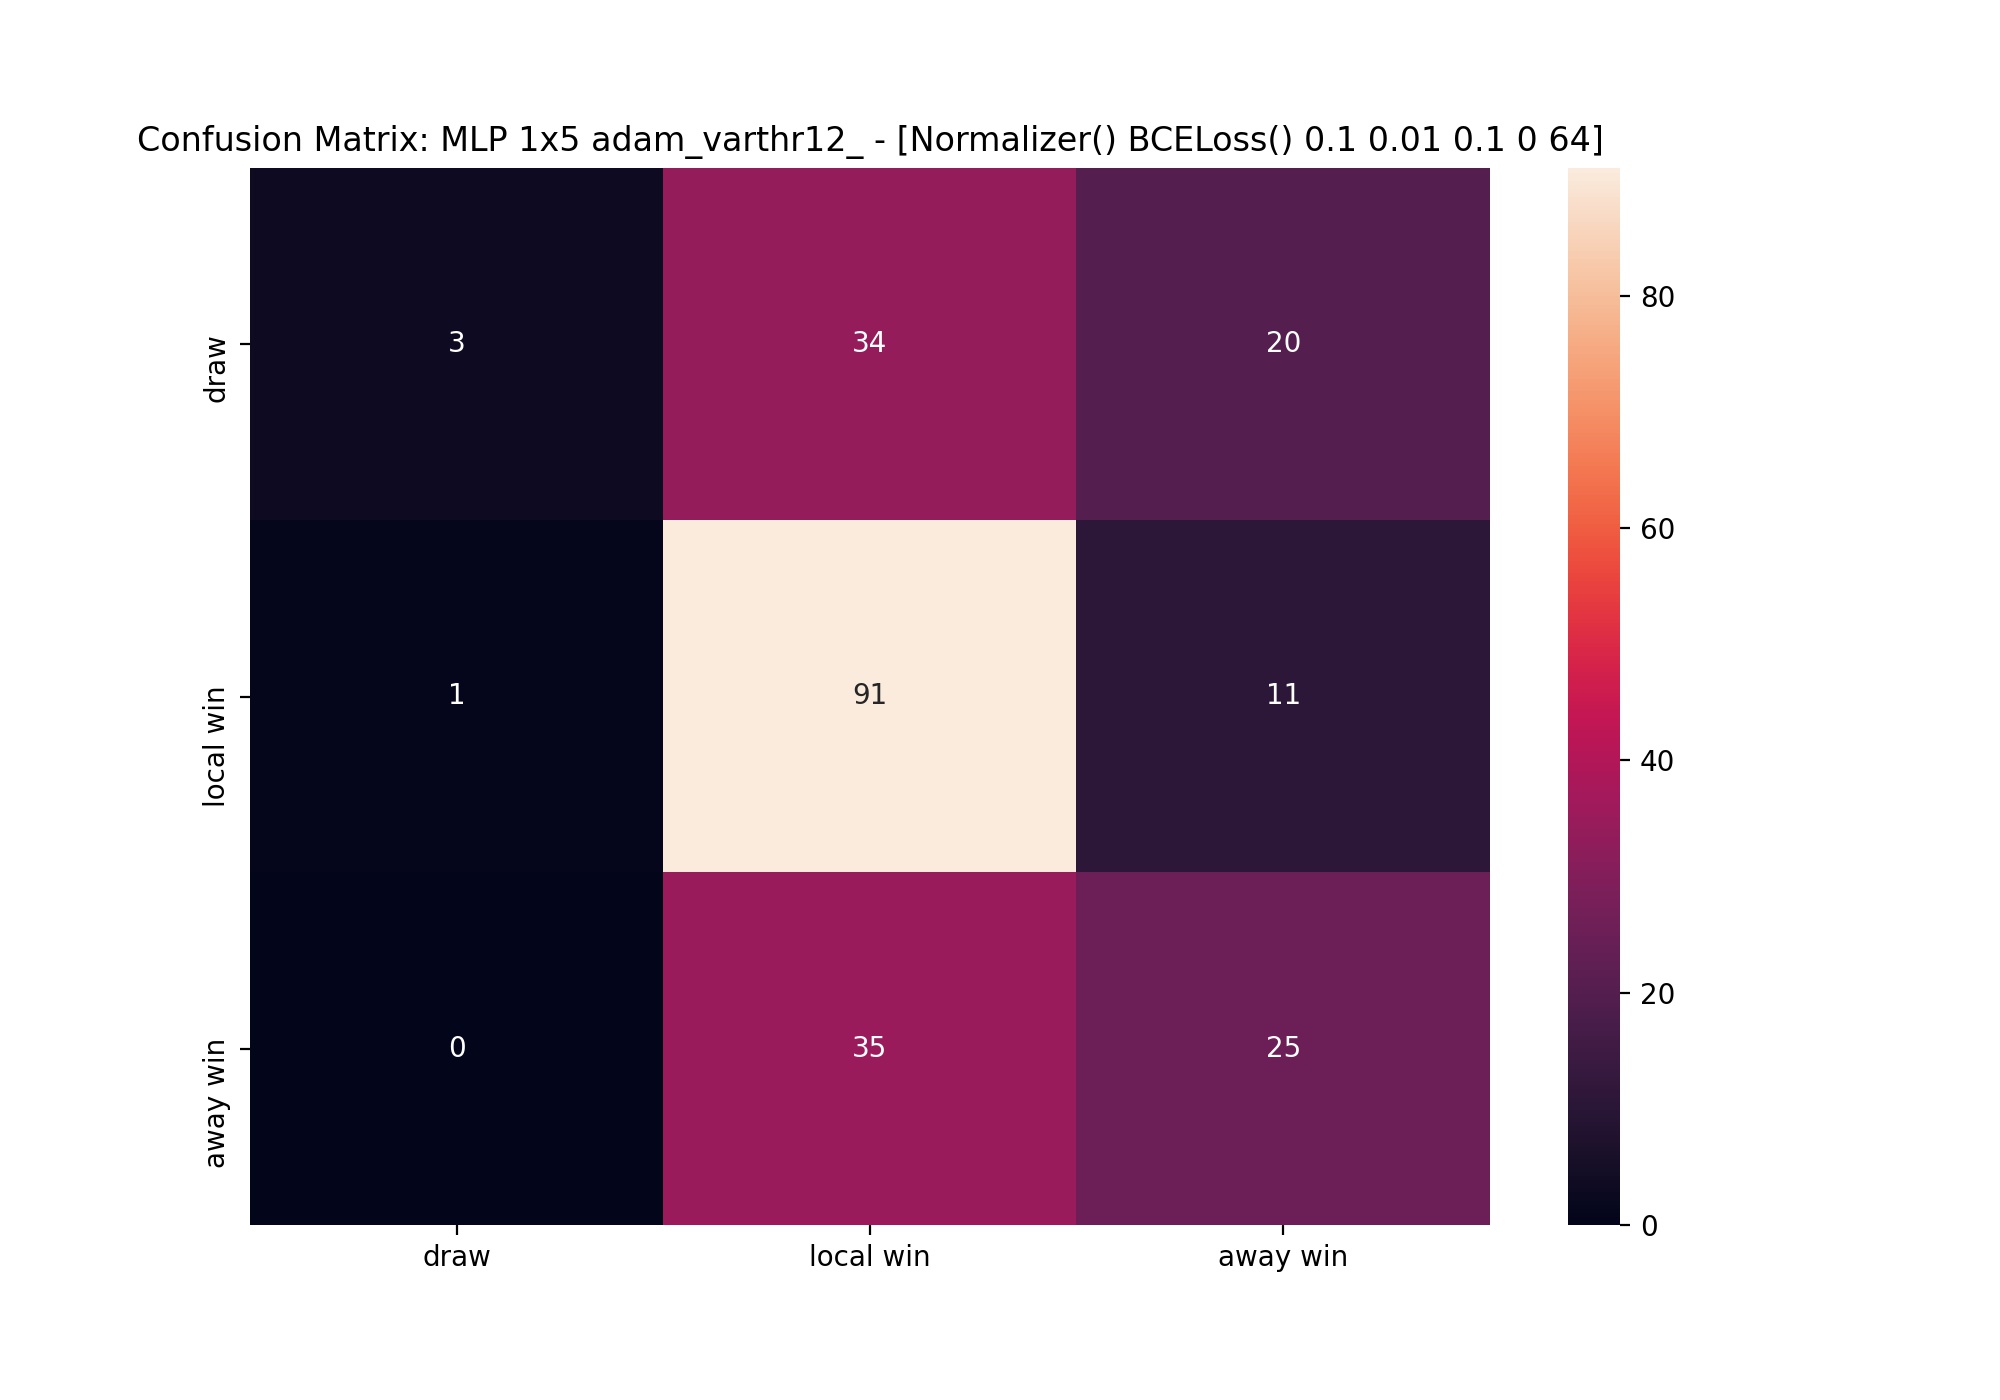 Confusion Matrix: MLP 1x5 adam_varthr12_ - [Normalizer() BCELoss() 0.1 0.01 0.1 0 64]
draw 3 34 20
local win 1 91 11
away win 0 35 25
draw local win away win
80
60
40
20
0